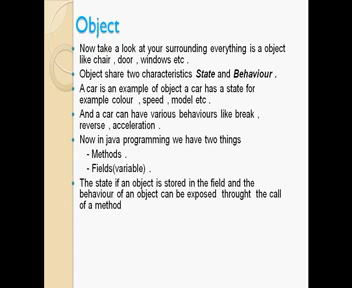 Object
Now take a look at your surrounding everything is a object
like chair , door , windows etc .
Object share two characteristics State and Behaviour .
A car is an example of object a car has a state for
example colour , speed , model etc .
And a car can have various behaviours like break ,
reverse , acceleration .
Now in java programming we have two things
- Methods .
- Fields(variable) .
The state if an object is stored in the field and the
behaviour of an object can be exposed throught the call
of a method